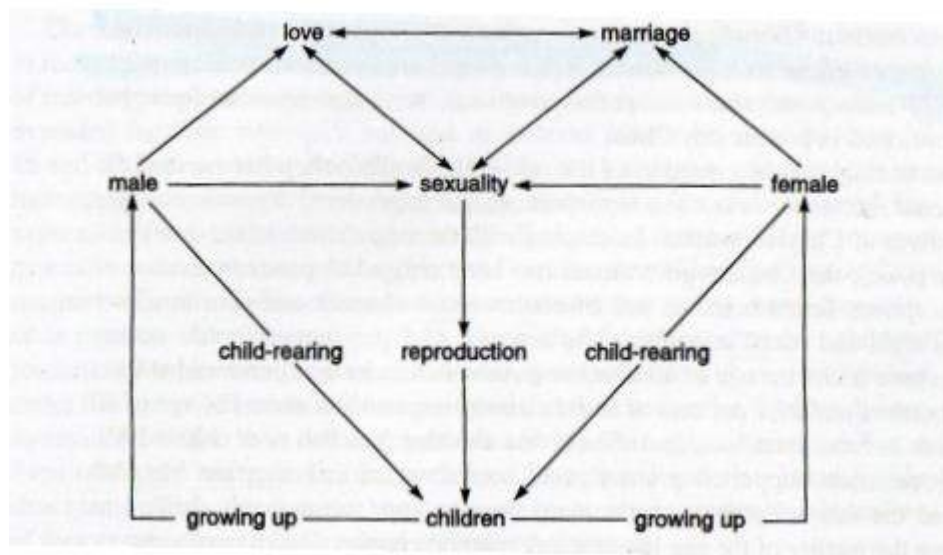 love marriage
male sexuality female
child-rearing reproduction child-rearing
growing up children growing up